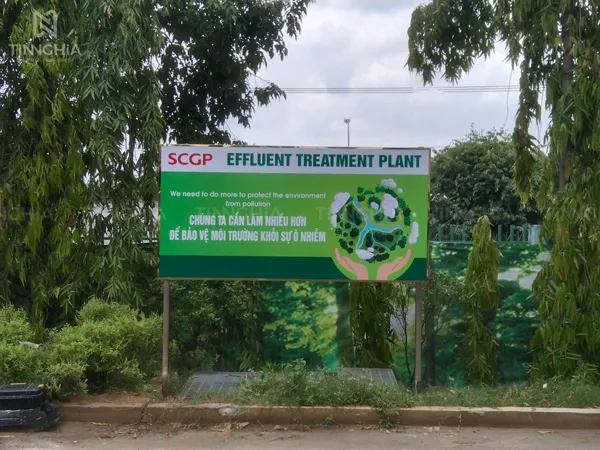 TINNGHIA
SCGP EFFLUENT TREATMENT PLANT
We need to do more to protect the environment
from pollution
CHÚNG TA CẦN LÀM NHIỀU HƠN
ĐỂ BẢO VỆ MÔI TRƯỜNG KHỎI SỰ Ô NHIỄM